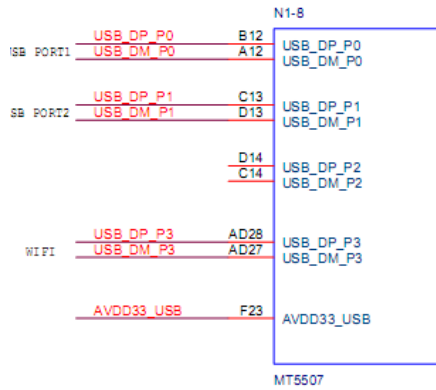 N1-8
USB_DP_P0 B12 USB_DP_P0
USB PORT1 USB_DM_P0 A12 USB_DM_P0
USB_DP_P1 C13 USB_DP_P1
SB PORT2 USB_DM_P1 D13 USB_DM_P1
D14 USB_DP_P2
C14 USB_DM_P2
USB_DP_P3 AD28 USB_DP_P3
WIFI USB_DM_P3 AD27 USB_DM_P3
AVDD33_USB F23 AVDD33_USB
MT5507